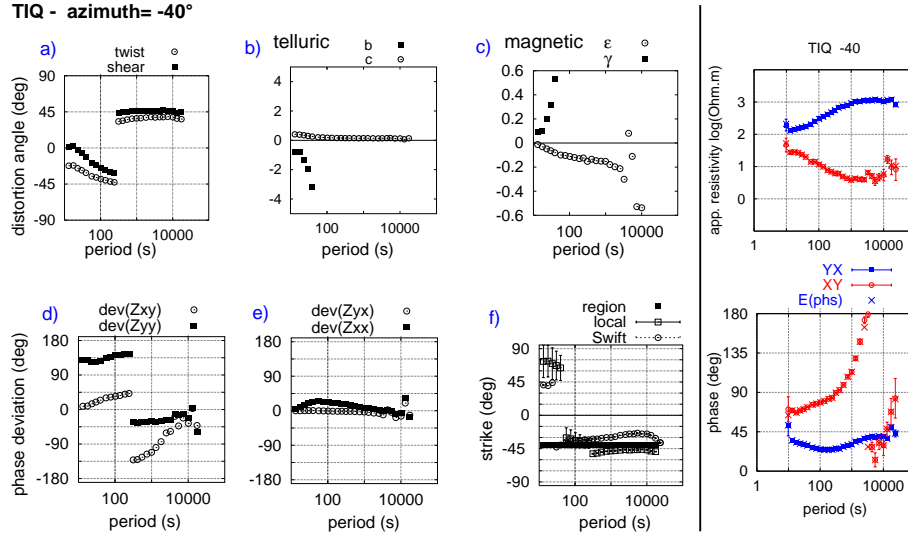 TIQ - azimuth= -40°
a)
twist
shear
distortion angle (deg)
90
45
0
-45
-90
100
10000
period (s)
b)
telluric
b
c
4
2
0
-2
-4
100
10000
period (s)
c)
magnetic
ε
γ
0.6
0.4
0.2
0
-0.2
-0.4
-0.6
100
10000
period (s)
TIQ -40
app. resistivity log(Ohm.m)
3
2
1
0
1
100
10000
YX
XY
E(phs)
d)
dev(Zxy)
dev(Zyy)
phase deviation (deg)
180
90
0
-90
-180
100
10000
period (s)
e)
dev(Zyx)
dev(Zxx)
180
90
0
-90
-180
100
10000
period (s)
f)
region
local
Swift
strike (deg)
90
45
0
-45
-90
100
10000
period (s)
phase (deg)
180
135
90
45
0
1
100
10000
period (s)